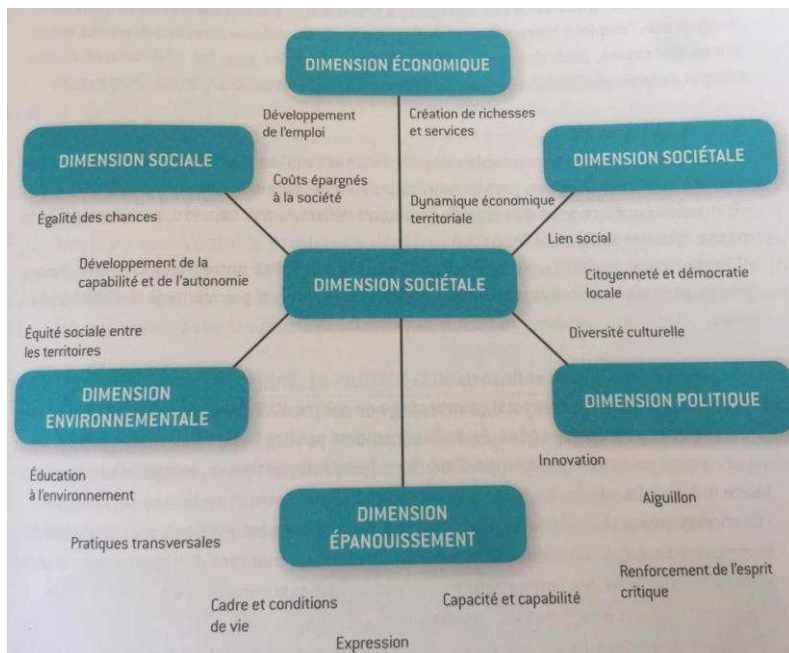 DIMENSION ÉCONOMIQUE
Développement
de l'emploi
Création de richesses
et services
DIMENSION SOCIALE
DIMENSION SOCIÉTALE
Coûts épargnés
à la société
Dynamique économique
territoriale
Égalité des chances
Lien social
Développement de la
capabilité et de l'autonomie
DIMENSION SOCIÉTALE
Citoyenneté et démocratie
locale
Équité sociale entre
les territoires
Diversité culturelle
DIMENSION
ENVIRONNEMENTALE
DIMENSION POLITIQUE
Éducation
à l'environnement
Innovation
Aiguillon
Pratiques transversales
DIMENSION
ÉPANOUISSEMENT
Renforcement de l'esprit
critique
Cadre et conditions
de vie
Capacité et capabilité
Expression